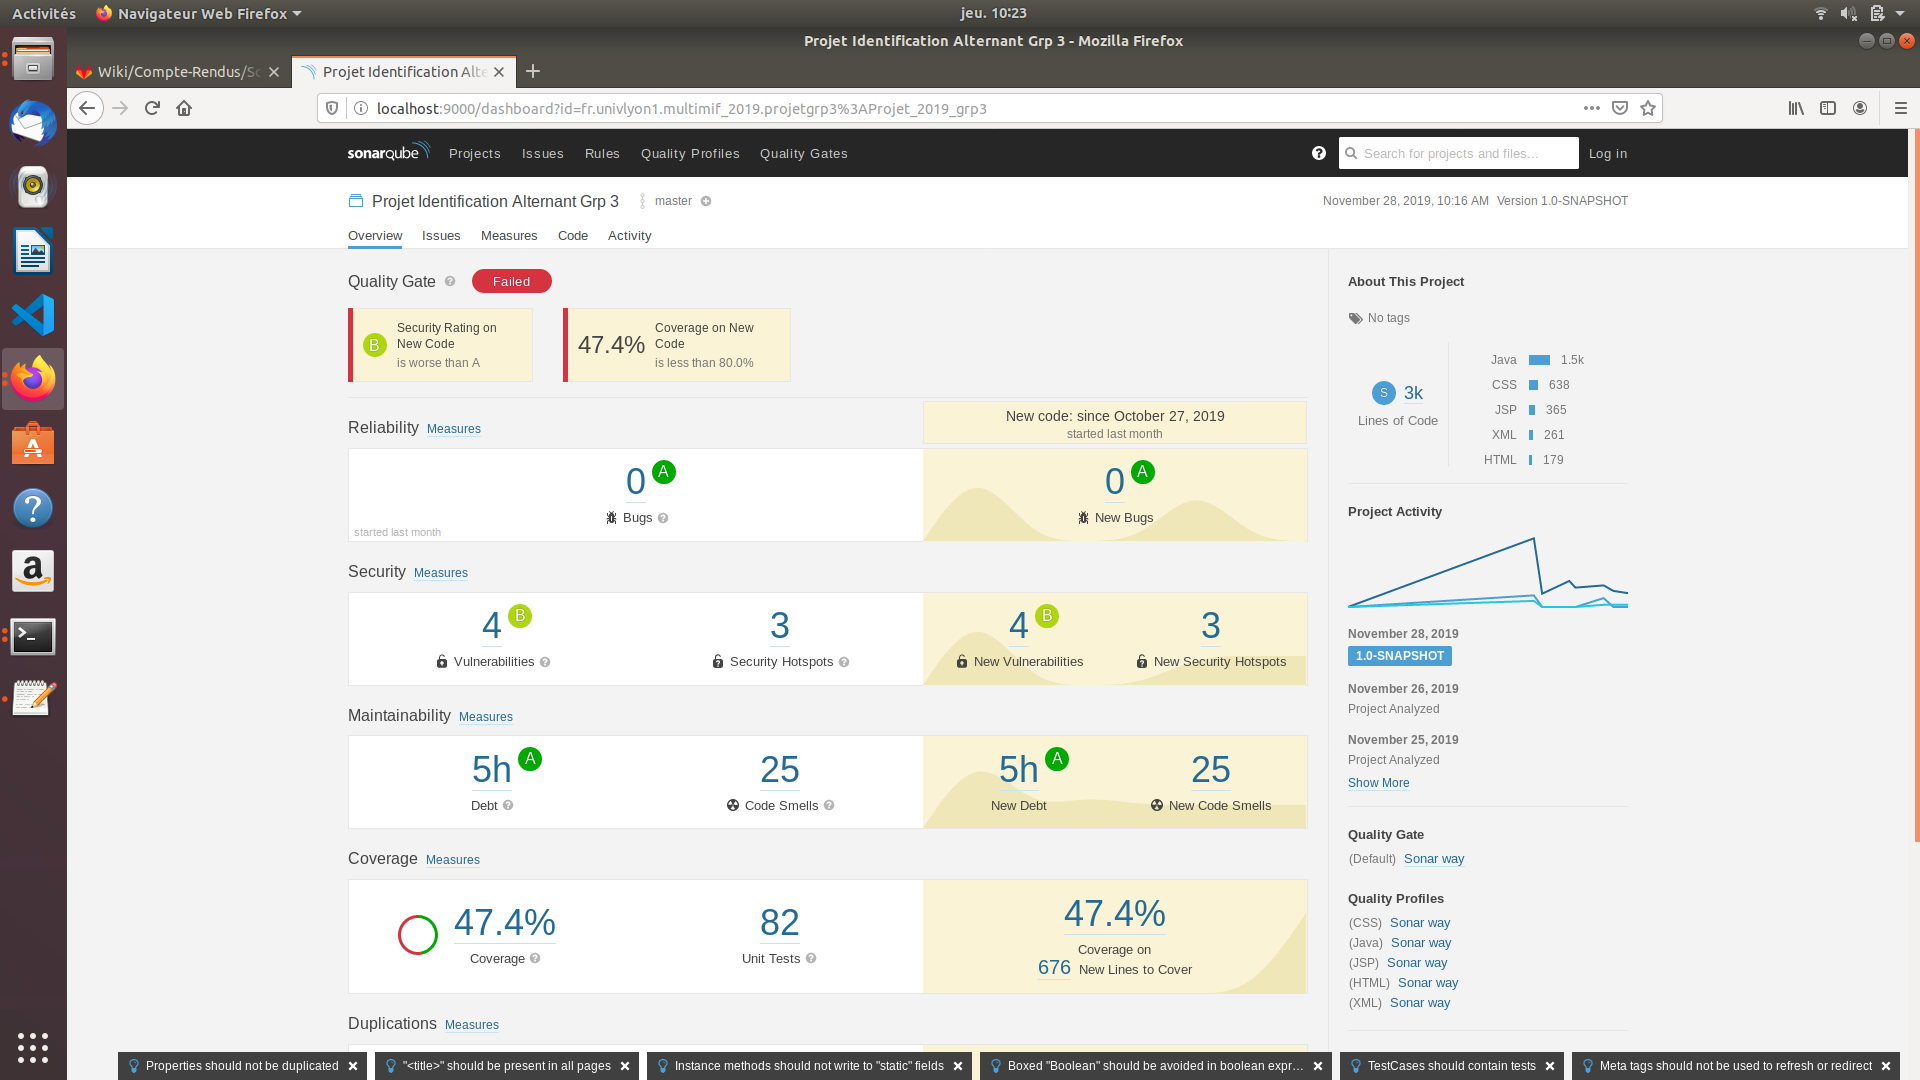 Activités
Navigateur Web Firefox
jeu. 10:23
Projet Identification Alternant Grp 3 - Mozilla Firefox
Wiki/Compte-Rendus/Sc
Projet Identification Alte
localhost:9000/dashboard?id=fr.univlyon1.multimif_2019.projetgrp3%3AProjet_2019_grp3
sonarqube Projects Issues Rules Quality Profiles Quality Gates
Search for projects and files...
Log in
Projet Identification Alternant Grp 3
master
November 28, 2019, 10:16 AM Version 1.0-SNAPSHOT
Overview Issues Measures Code Activity
Quality Gate Failed
B Security Rating on New Code
is worse than A
47.4% Coverage on New Code
is less than 80.0%
New code: since October 27, 2019
started last month
Reliability Measures
0 A
Bugs
started last month
0 A
New Bugs
Security Measures
4 B
Vulnerabilities
3
Security Hotspots
4 B
New Vulnerabilities
3
New Security Hotspots
Maintainability Measures
5h A
Debt
25
Code Smells
5h A
New Debt
25
New Code Smells
Coverage Measures
47.4%
Coverage
82
Unit Tests
47.4%
Coverage on
676 New Lines to Cover
Duplications Measures
About This Project
No tags
S 3k
Lines of Code
Java 1.5k
CSS 638
JSP 365
XML 261
HTML 179
Project Activity
November 28, 2019
1.0-SNAPSHOT
November 26, 2019
Project Analyzed
November 25, 2019
Project Analyzed
Show More
Quality Gate
(Default) Sonar way
Quality Profiles
(CSS) Sonar way
(Java) Sonar way
(JSP) Sonar way
(HTML) Sonar way
(XML) Sonar way
Properties should not be duplicated
"<title>" should be present in all pages
Instance methods should not write to "static" fields
Boxed "Boolean" should be avoided in boolean expr...
TestCases should contain tests
Meta tags should not be used to refresh or redirect